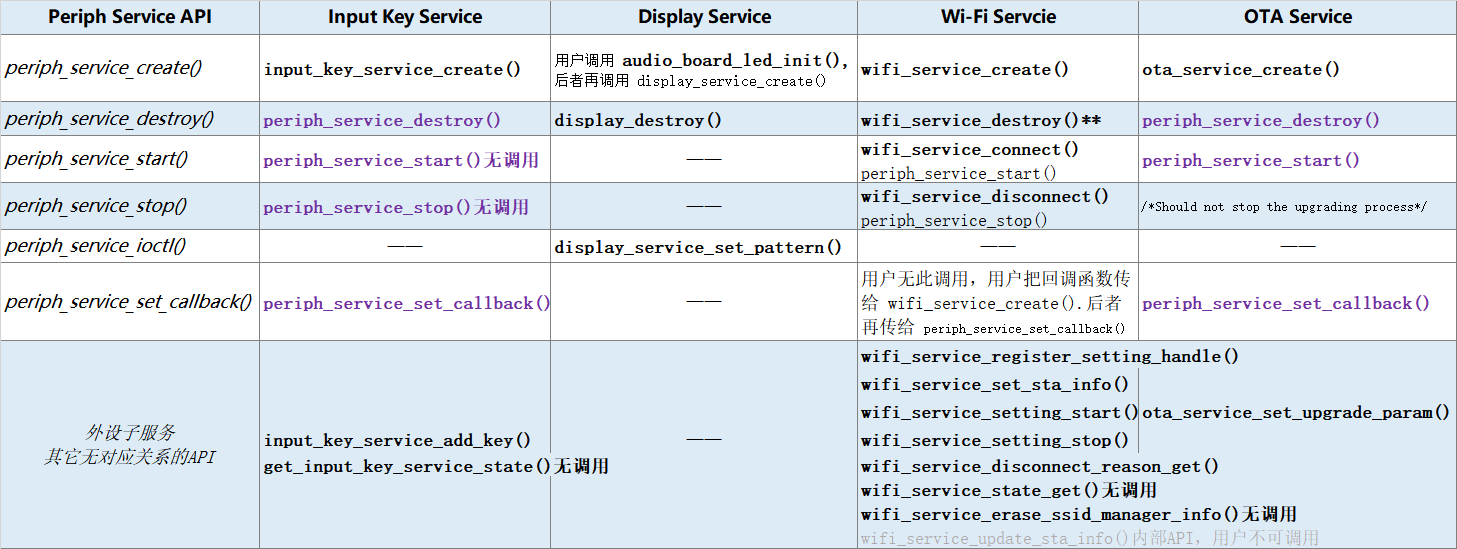 Periph Service API Input Key Service Display Service Wi-Fi Servcie OTA Service
periph_service_create() input_key_service_create() 用户调用 audio_board_led_init(), wifi_service_create() ota_service_create()
后者再调用 display_service_create()
periph_service_destroy() periph_service_destroy() display_destroy() wifi_service_destroy()** periph_service_destroy()
periph_service_start() periph_service_start()无调用 —— wifi_service_connect() periph_service_start()
periph_service_start()
periph_service_stop() periph_service_stop()无调用 —— wifi_service_disconnect() /*Should not stop the upgrading process*/
periph_service_stop()
periph_service_ioctl() —— display_service_set_pattern() —— ——
periph_service_set_callback() periph_service_set_callback() —— 用户无此调用，用户把回调函数传 periph_service_set_callback()
给 wifi_service_create().后者
再传给 periph_service_set_callback()
外设子服务
其它无对应关系的API
input_key_service_add_key()
get_input_key_service_state()无调用
——
wifi_service_register_setting_handle()
wifi_service_set_sta_info()
wifi_service_setting_start()
wifi_service_setting_stop()
wifi_service_disconnect_reason_get()
wifi_service_state_get()无调用
wifi_service_erase_ssid_manager_info()无调用
wifi_service_update_sta_info()内部API，用户不可调用
ota_service_set_upgrade_param()